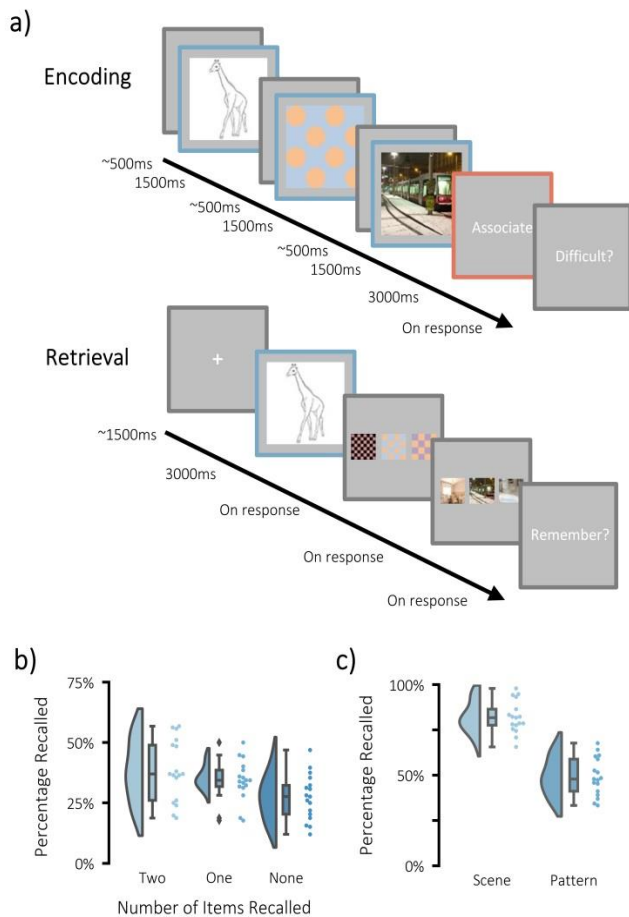 a)
Encoding
~500ms
1500ms
~500ms
1500ms
~500ms
1500ms
3000ms
On response
Associate
Difficult?
Retrieval
+
~1500ms
3000ms
On response
On response
On response
Remember?
b)
75%
50%
25%
0%
Percentage Recalled
Two One None
Number of Items Recalled
c)
100%
50%
0%
Percentage Recalled
Scene Pattern